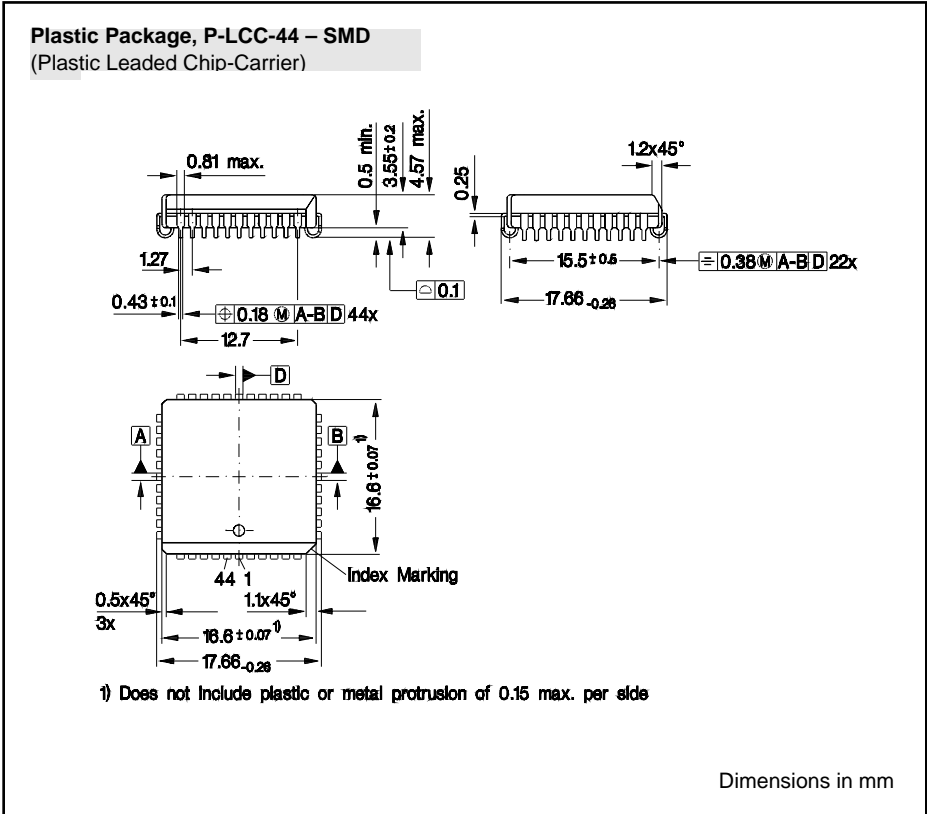 Plastic Package, P-LCC-44 – SMD
(Plastic Leaded Chip-Carrier)
0.81 max.
0.5 min.
3.55±0.2
4.57 max.
1.27
0.43 ±0.1
⌖ 0.18 Ⓜ A-B D 44x
12.7
⌓ 0.1
0.25
1.2x45°
15.5±0.5
⌯ 0.38 Ⓜ A-B D 22x
17.66 -0.26
D
A
B
16.6 ±0.07 1)
44 1
Index Marking
0.5x45°
3x
1.1x45°
16.6 ±0.07 1)
17.66 -0.26
1) Does not include plastic or metal protrusion of 0.15 max. per side
Dimensions in mm